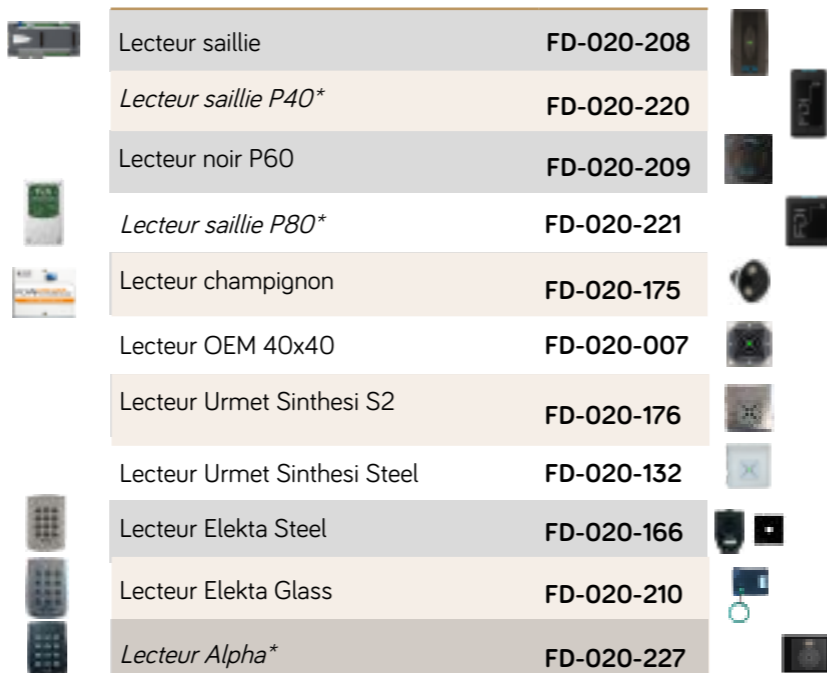 Lecteur saillie FD-020-208
Lecteur saillie P40* FD-020-220
FDI
Lecteur noir P60 FD-020-209
Lecteur saillie P80* FD-020-221
FDI
Lecteur champignon FD-020-175
Lecteur OEM 40x40 FD-020-007
Lecteur Urmet Sinthesi S2 FD-020-176
Lecteur Urmet Sinthesi Steel FD-020-132
Lecteur Elekta Steel FD-020-166
Lecteur Elekta Glass FD-020-210
Lecteur Alpha* FD-020-227